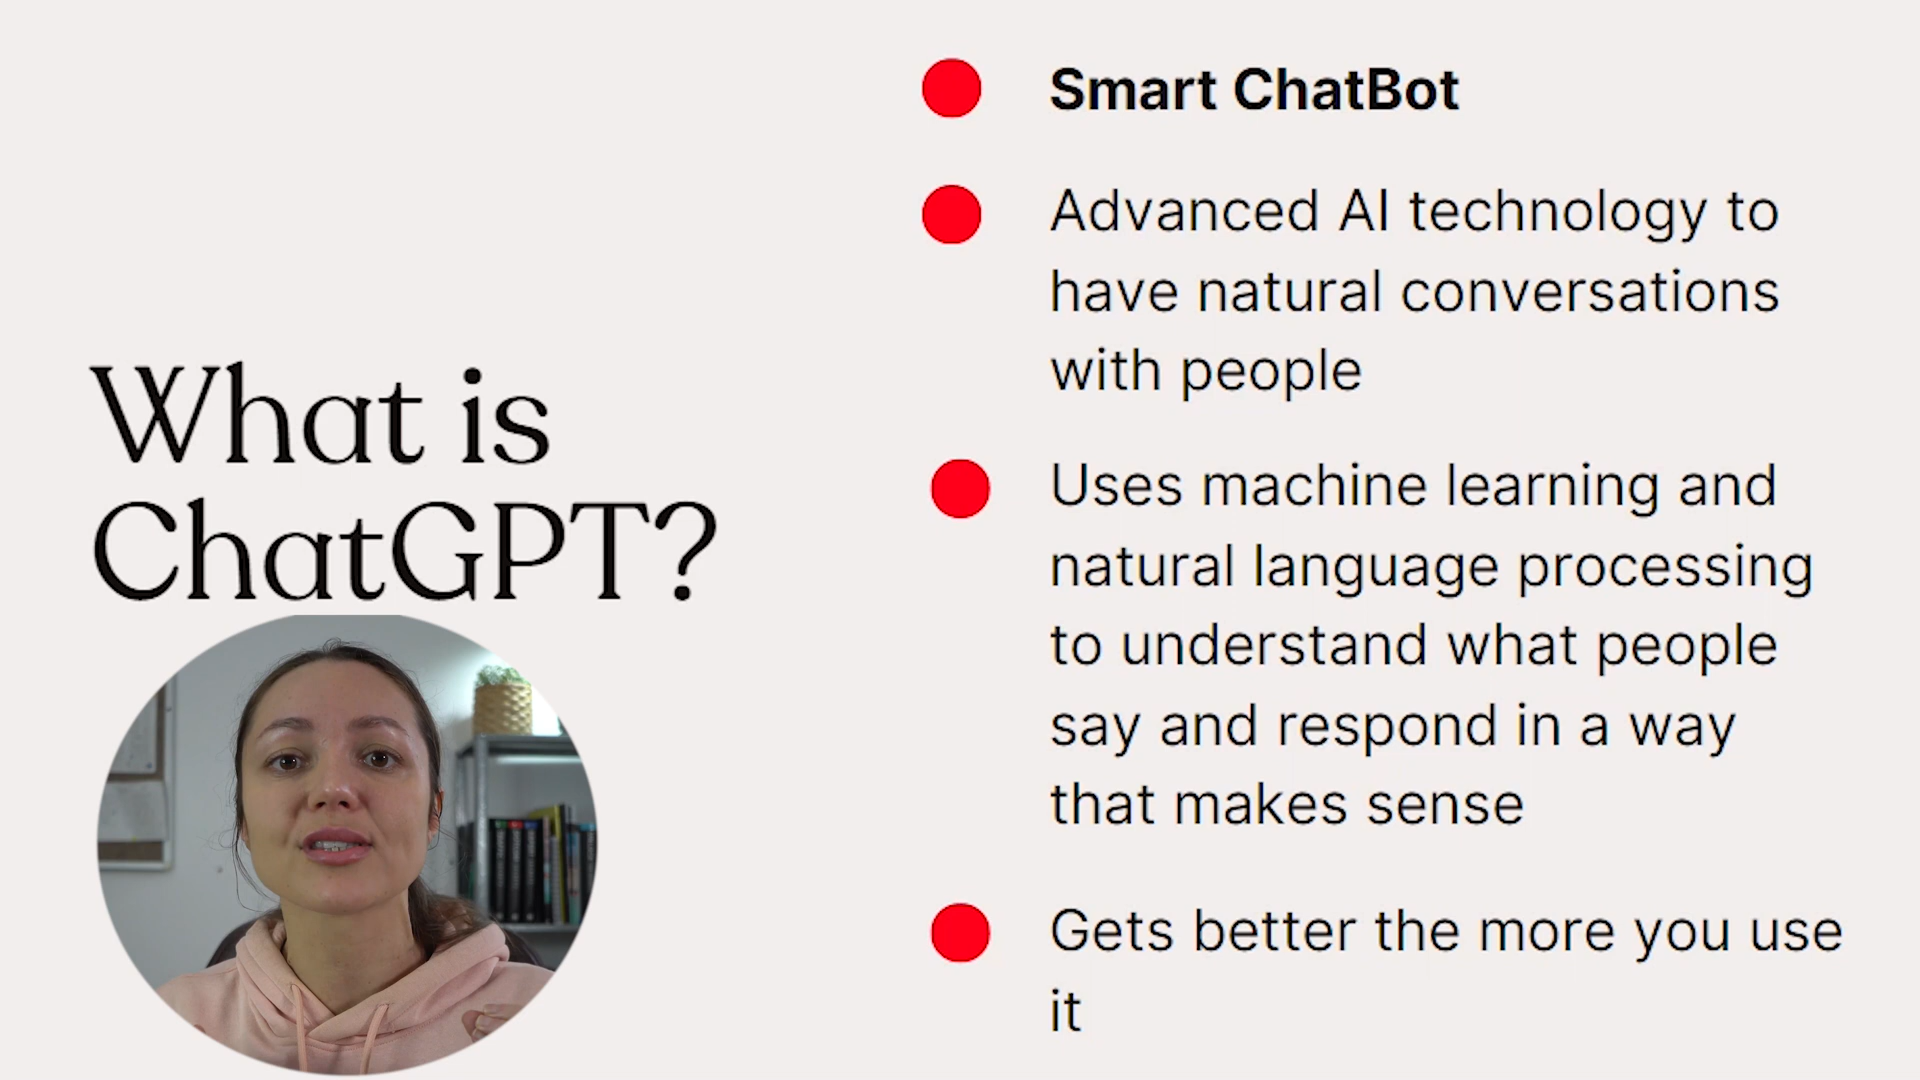 What is
ChatGPT?
Smart ChatBot
Advanced AI technology to
have natural conversations
with people
Uses machine learning and
natural language processing
to understand what people
say and respond in a way
that makes sense
Gets better the more you use
it